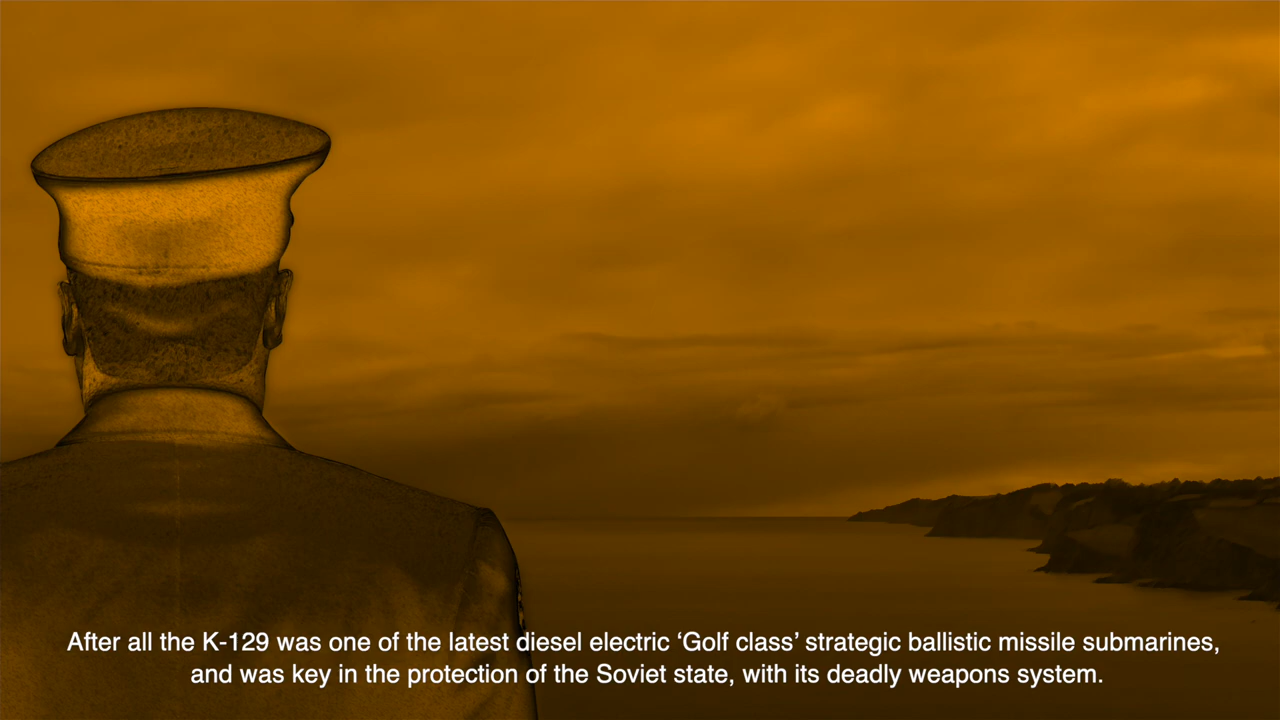 After all the K-129 was one of the latest diesel electric ‘Golf class’ strategic ballistic missile submarines,
and was key in the protection of the Soviet state, with its deadly weapons system.